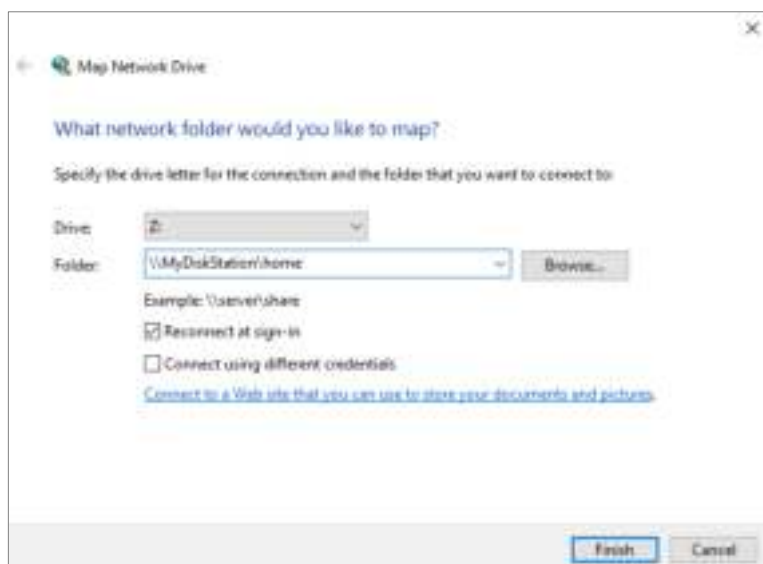 Map Network Drive
What network folder would you like to map?
Specify the drive letter for the connection and the folder that you want to connect to:
Drive: Z:
Folder: \\MyDiskStation\home Browse...
Example: \\server\share
Reconnect at sign-in
Connect using different credentials
Connect to a Web site that you can use to store your documents and pictures.
Finish Cancel